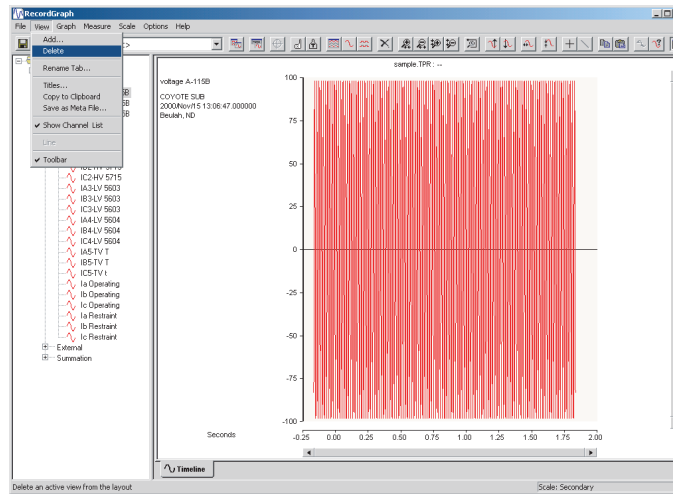 RecordGraph
File View Graph Measure Scale Options Help
Add...
Delete
Rename Tab...
Titles...
Copy to Clipboard
Save as Meta File...
Show Channel List
Line
Toolbar
IC2-HV 5715
IA3-LV 5603
IB3-LV 5603
IC3-LV 5603
IA4-LV 5604
IB4-LV 5604
IC4-LV 5604
IA5-TV T
IB5-TV T
IC5-TV t
Ia Operating
Ib Operating
Ic Operating
Ia Restraint
Ib Restraint
Ic Restraint
External
Summation
sample.TPR : --
voltage A-115B
COYOTE SUB
2000/Nov/15 13:06:47.000000
Beulah, ND
100
75
50
25
0
-25
-50
-75
-100
Seconds
-0.25 0.00 0.25 0.50 0.75 1.00 1.25 1.50 1.75 2.00
Timeline
Delete an active view from the layout
Scale: Secondary